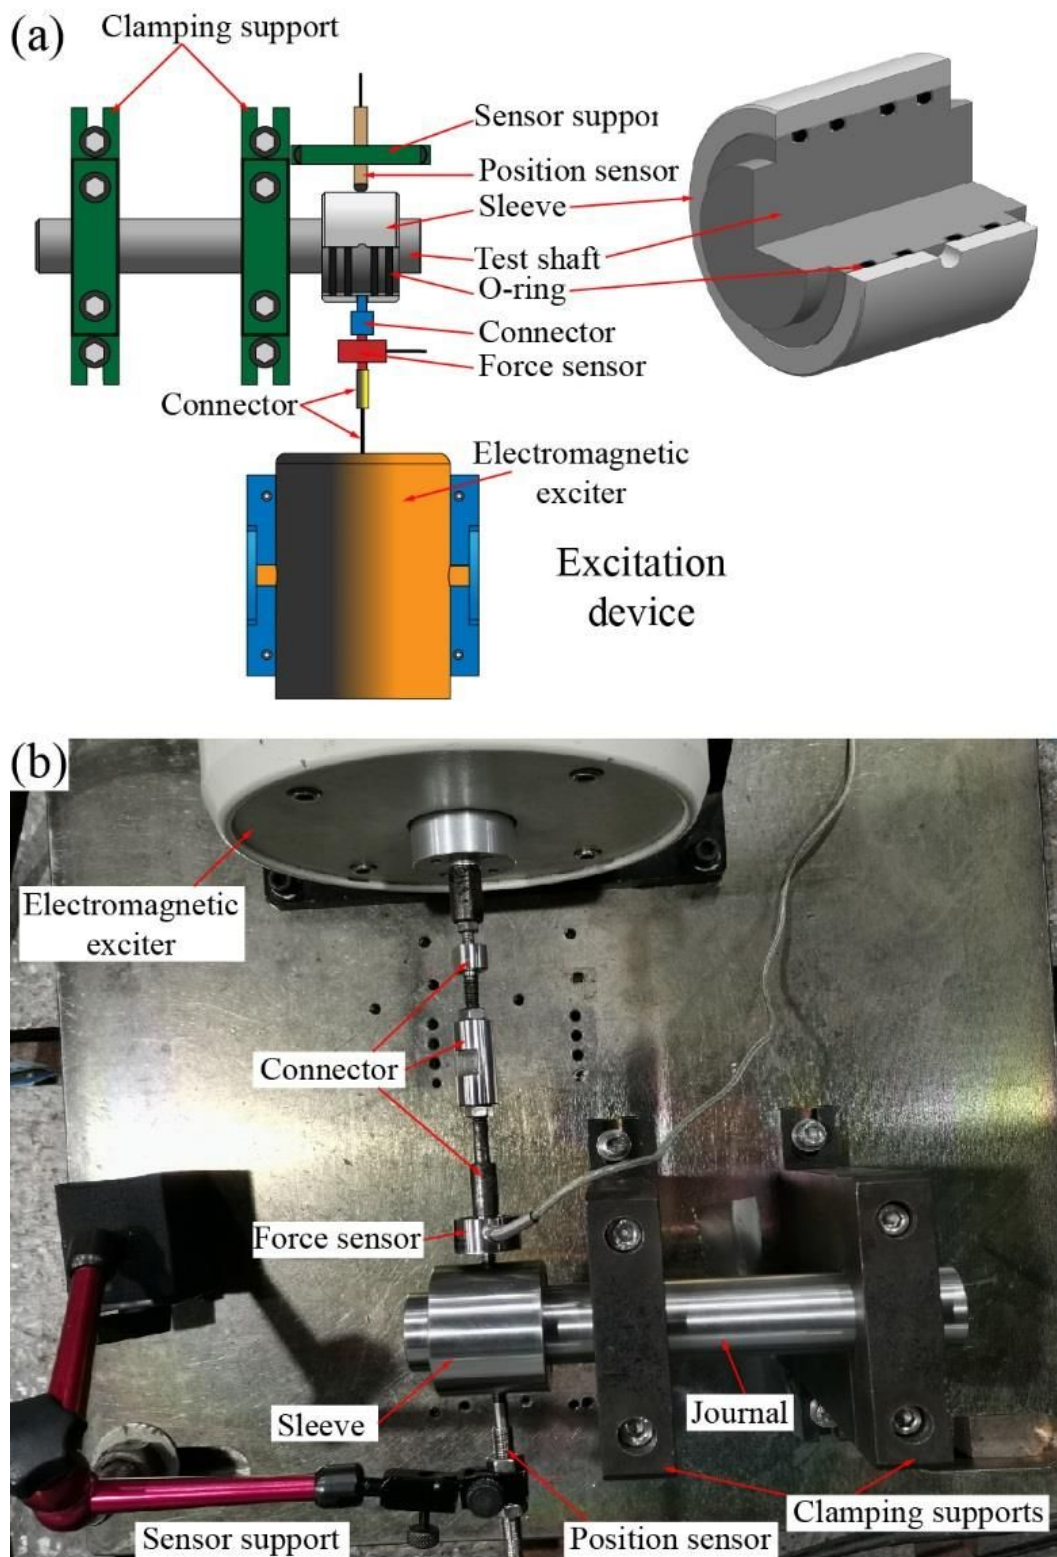 (a)
Clamping support
Sensor suppor
Position sensor
Sleeve
Test shaft
O-ring
Connector
Force sensor
Connector
Electromagnetic
exciter
Excitation
device
(b)
Electromagnetic
exciter
Connector
Force sensor
Sleeve
Journal
Clamping supports
Sensor support
Position sensor